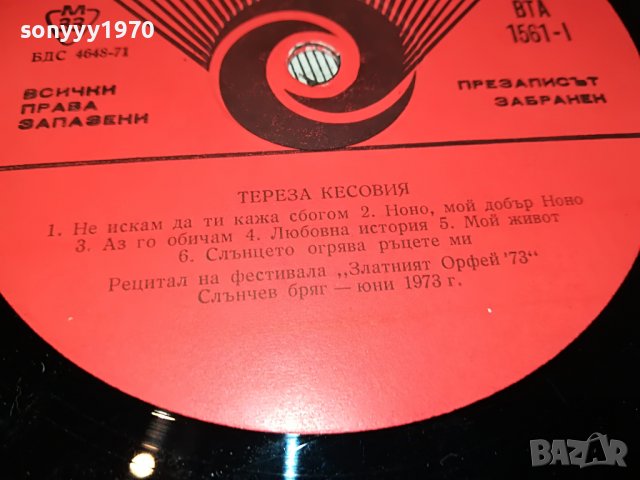 sonyyy1970
М
33
БДС 4648-71
ВСИЧКИ
ПРАВА
ЗАПАЗЕНИ
ВТА
1561-I
ПРЕЗАПИСЪТ
ЗАБРАНЕН
ТЕРЕЗА КЕСОВИЯ
1. Не искам да ти кажа сбогом 2. Ноно, мой добър Ноно
3. Аз го обичам 4. Любовна история 5. Мой живот
6. Слънцето огрява ръцете ми
Рецитал на фестивала „Златният Орфей '73“
Слънчев бряг — юни 1973 г.
BAZAR